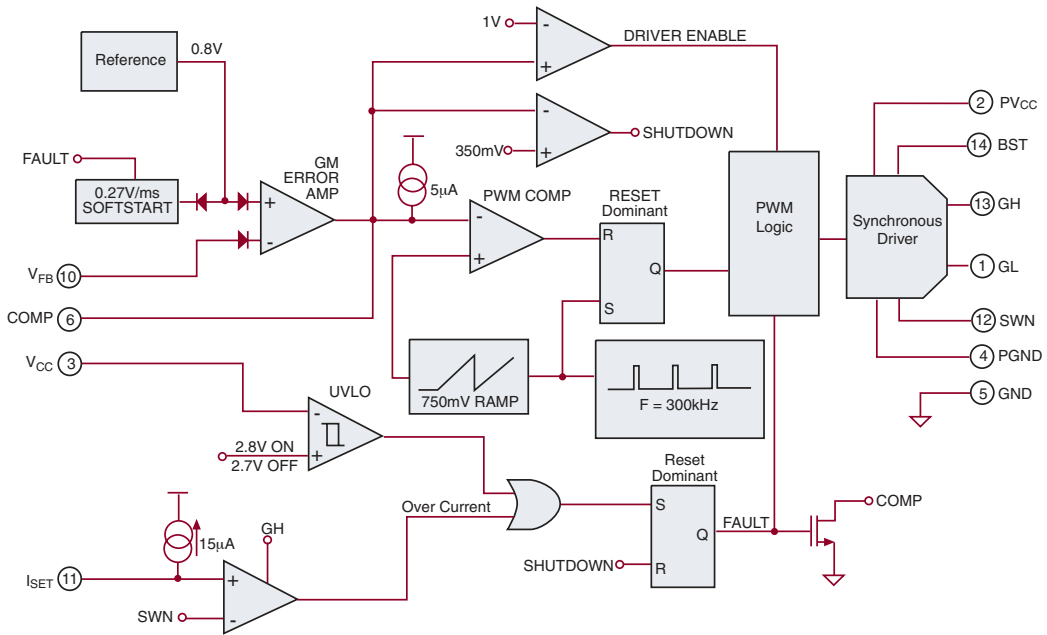 1V
-
+
DRIVER ENABLE
Reference
0.8V
-
+
SHUTDOWN
350mV
2 PVCC
14 BST
13 GH
1 GL
12 SWN
4 PGND
5 GND
FAULT
0.27V/ms
SOFTSTART
GM
ERROR
AMP
+
-
5μA
PWM COMP
-
+
RESET
Dominant
R
Q
S
PWM
Logic
Synchronous
Driver
VFB 10
COMP 6
VCC 3
750mV RAMP
F = 300kHz
UVLO
-
+
2.8V ON
2.7V OFF
Over Current
Reset
Dominant
S
Q
R
FAULT
COMP
SHUTDOWN
15μA
GH
ISET 11
+
-
SWN